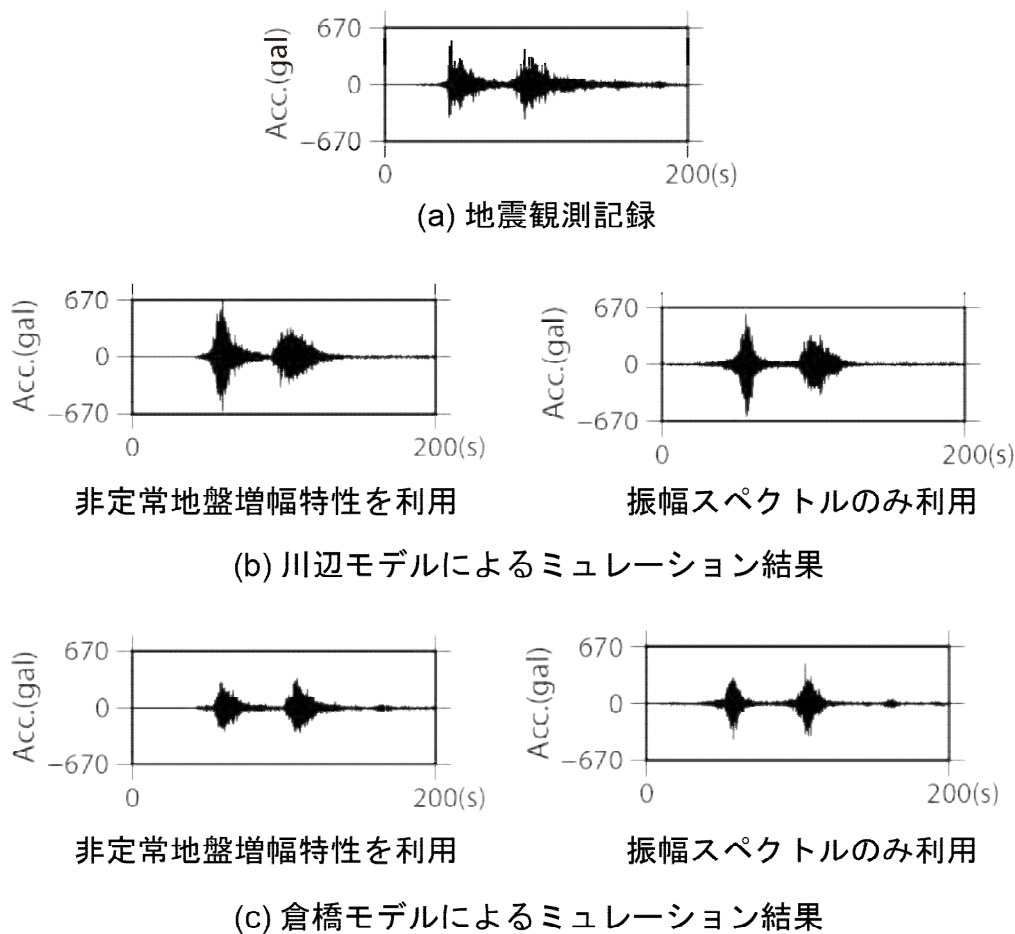 Acc.(gal)
670
0
−670
0
200(s)
(a) 地震観測記録
Acc.(gal)
670
0
−670
0
200(s)
非定常地盤増幅特性を利用
Acc.(gal)
670
0
−670
0
200(s)
振幅スペクトルのみ利用
(b) 川辺モデルによるミュレーション結果
Acc.(gal)
670
0
−670
0
200(s)
非定常地盤増幅特性を利用
Acc.(gal)
670
0
−670
0
200(s)
振幅スペクトルのみ利用
(c) 倉橋モデルによるミュレーション結果